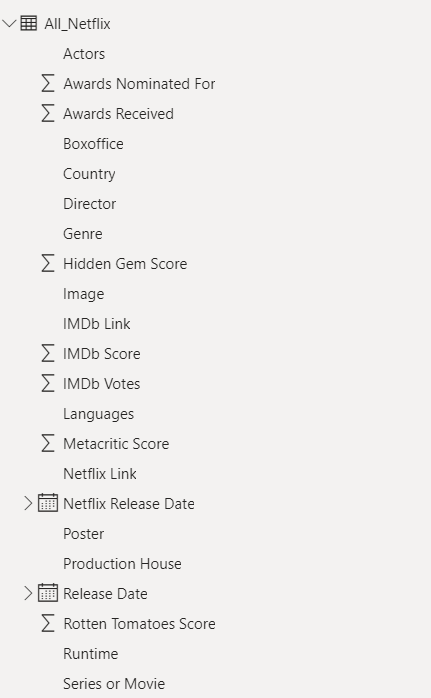 All_Netflix
Actors
Awards Nominated For
Awards Received
Boxoffice
Country
Director
Genre
Hidden Gem Score
Image
IMDb Link
IMDb Score
IMDb Votes
Languages
Metacritic Score
Netflix Link
Netflix Release Date
Poster
Production House
Release Date
Rotten Tomatoes Score
Runtime
Series or Movie